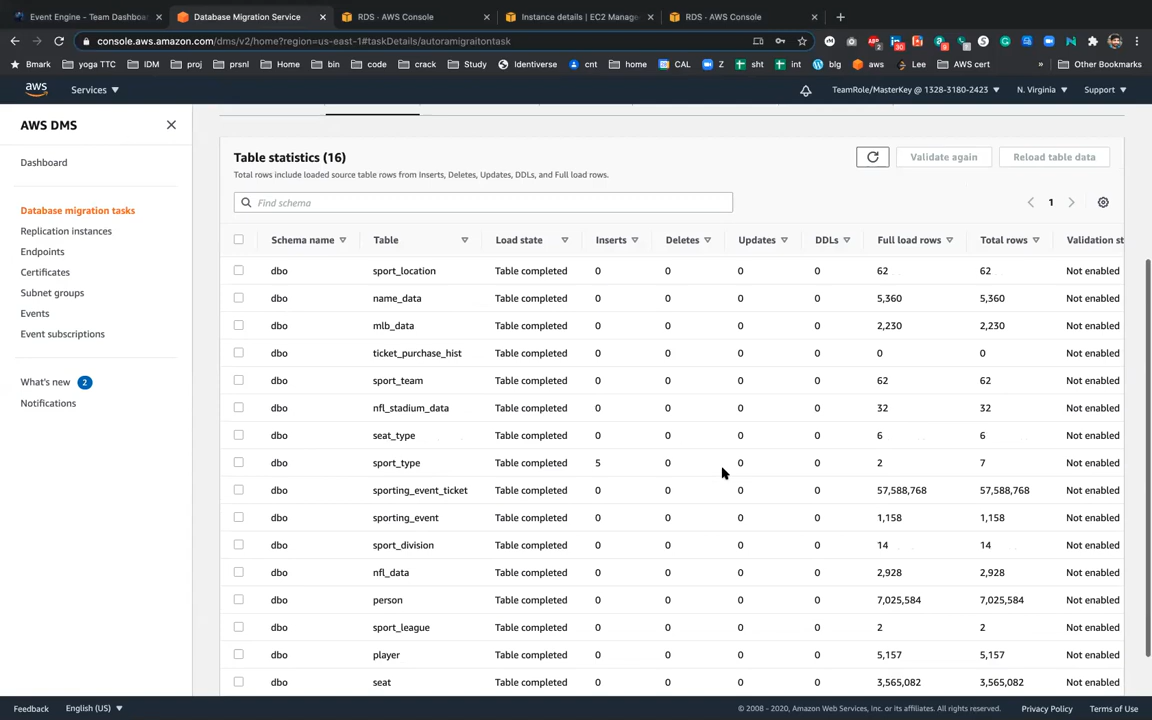 Event Engine - Team Dashbo
Database Migration Service
RDS - AWS Console
Instance details | EC2 Manage
RDS - AWS Console
console.aws.amazon.com/dms/v2/home?region=us-east-1#taskDetails/autoramigraitontask
Bmark yoga TTC IDM proj prsnl Home bin code crack Study Identiverse cnt home CAL Z sht int blg aws Lee AWS cert » Other Bookmarks
aws Services TeamRole/MasterKey @ 1328-3180-2423 N. Virginia Support
AWS DMS
Dashboard
Database migration tasks
Replication instances
Endpoints
Certificates
Subnet groups
Events
Event subscriptions
What's new 2
Notifications
Table statistics (16)
Total rows include loaded source table rows from Inserts, Deletes, Updates, DDLs, and Full load rows.
Validate again
Reload table data
Find schema
1
Schema name Table Load state Inserts Deletes Updates DDLs Full load rows Total rows Validation st
dbo sport_location Table completed 0 0 0 0 62 62 Not enabled
dbo name_data Table completed 0 0 0 0 5,360 5,360 Not enabled
dbo mlb_data Table completed 0 0 0 0 2,230 2,230 Not enabled
dbo ticket_purchase_hist Table completed 0 0 0 0 0 0 Not enabled
dbo sport_team Table completed 0 0 0 0 62 62 Not enabled
dbo nfl_stadium_data Table completed 0 0 0 0 32 32 Not enabled
dbo seat_type Table completed 0 0 0 0 6 6 Not enabled
dbo sport_type Table completed 5 0 0 0 2 7 Not enabled
dbo sporting_event_ticket Table completed 0 0 0 0 57,588,768 57,588,768 Not enabled
dbo sporting_event Table completed 0 0 0 0 1,158 1,158 Not enabled
dbo sport_division Table completed 0 0 0 0 14 14 Not enabled
dbo nfl_data Table completed 0 0 0 0 2,928 2,928 Not enabled
dbo person Table completed 0 0 0 0 7,025,584 7,025,584 Not enabled
dbo sport_league Table completed 0 0 0 0 2 2 Not enabled
dbo player Table completed 0 0 0 0 5,157 5,157 Not enabled
dbo seat Table completed 0 0 0 0 3,565,082 3,565,082 Not enabled
Feedback English (US) © 2008 - 2020, Amazon Web Services, Inc. or its affiliates. All rights reserved. Privacy Policy Terms of Use